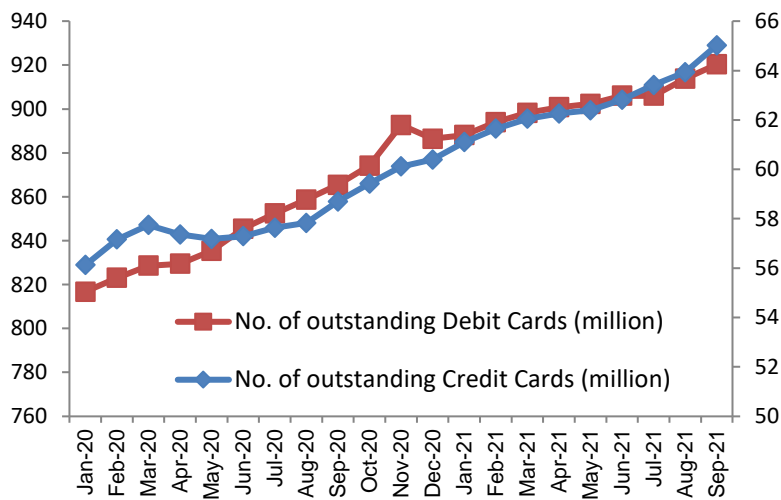 940
920
900
880
860
840
820
800
780
760
66
64
62
60
58
56
54
52
50
No. of outstanding Debit Cards (million)
No. of outstanding Credit Cards (million)
Jan-20
Feb-20
Mar-20
Apr-20
May-20
Jun-20
Jul-20
Aug-20
Sep-20
Oct-20
Nov-20
Dec-20
Jan-21
Feb-21
Mar-21
Apr-21
May-21
Jun-21
Jul-21
Aug-21
Sep-21